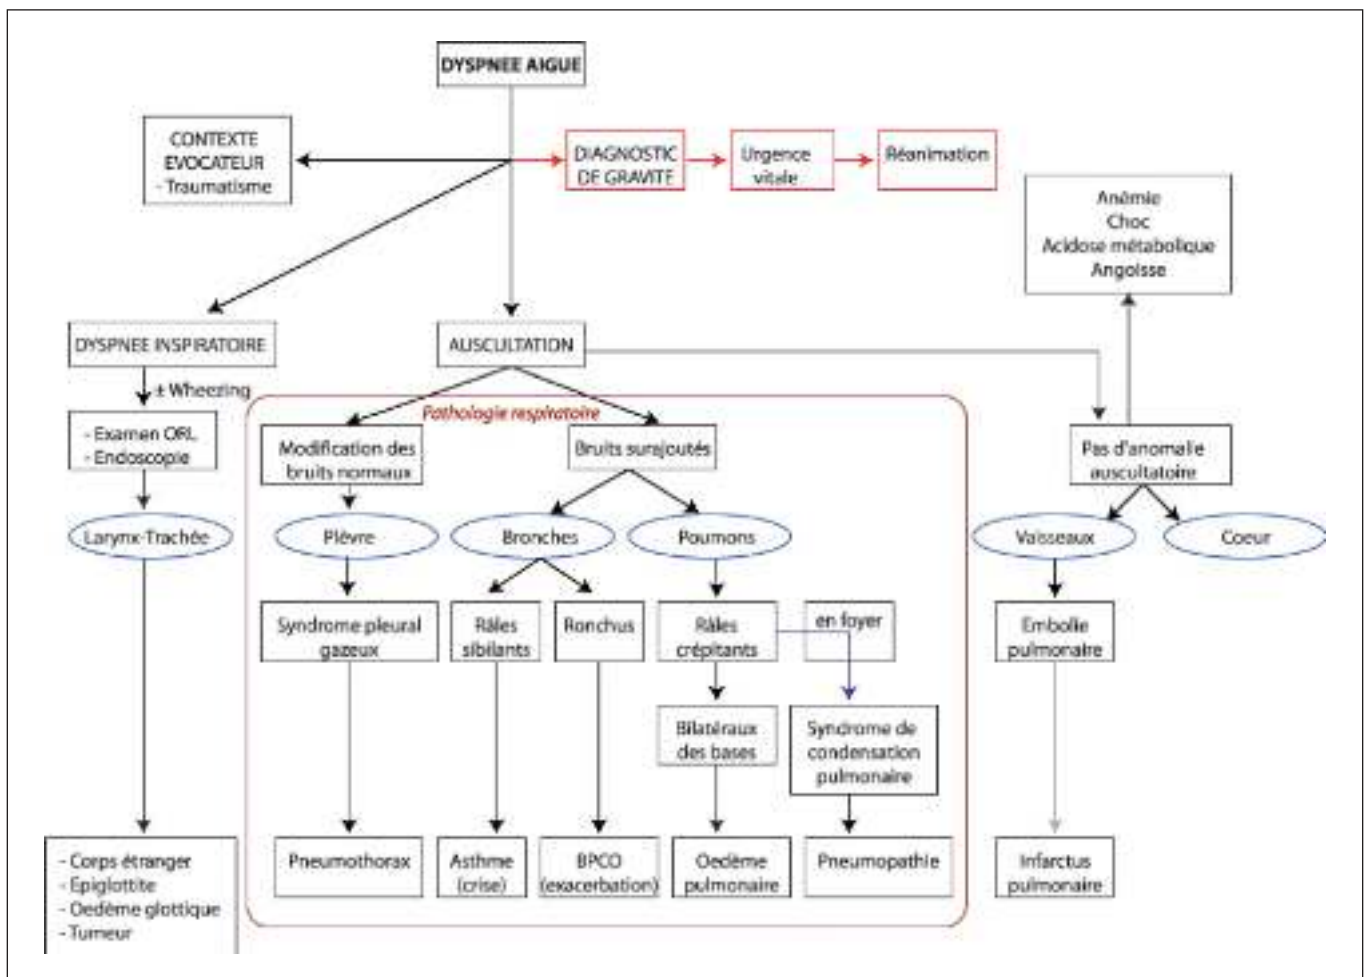 DYSPNEE AIGUE
CONTEXTE
EVOCATEUR
- Traumatisme
DIAGNOSTIC
DE GRAVITE
Urgence
vitale
Réanimation
Anémie
Choc
Acidose métabolique
Angoisse
DYSPNEE INSPIRATOIRE
AUSCULTATION
± Wheezing
Pathologie respiratoire
- Examen ORL
- Endoscopie
Modification des
bruits normaux
Bruits surajoutés
Pas d'anomalie
auscultatoire
Larynx-Trachée
Plèvre
Bronches
Poumons
Vaisseaux
Coeur
Syndrome pleural
gazeux
Râles
sibilants
Ronchus
Râles
crépitants
en foyer
Embolie
pulmonaire
Bilatéraux
des bases
Syndrome de
condensation
pulmonaire
- Corps étranger
- Epiglottite
- Oedème glottique
- Tumeur
Pneumothorax
Asthme
(crise)
BPCO
(exacerbation)
Oedème
pulmonaire
Pneumopathie
Infarctus
pulmonaire